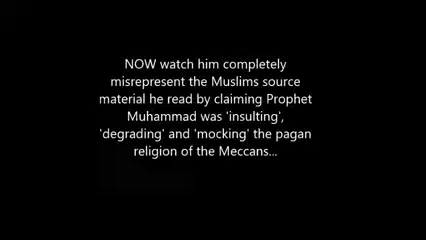 NOW watch him completely
misrepresent the Muslims source
material he read by claiming Prophet
Muhammad was 'insulting',
'degrading' and 'mocking' the pagan
religion of the Meccans...